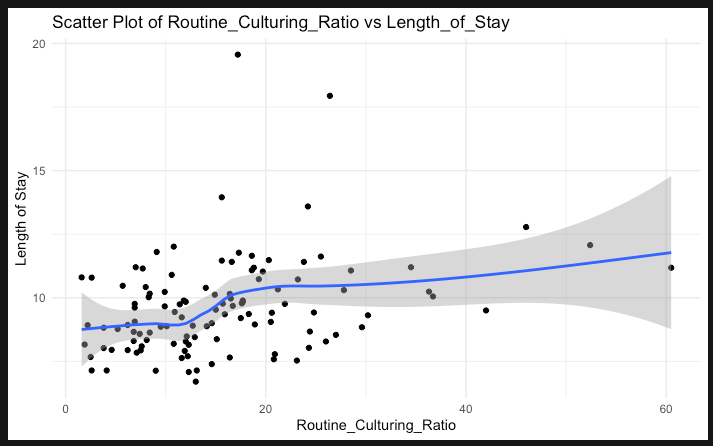 Scatter Plot of Routine_Culturing_Ratio vs Length_of_Stay
20
15
10
Length of Stay
0
20
40
60
Routine_Culturing_Ratio